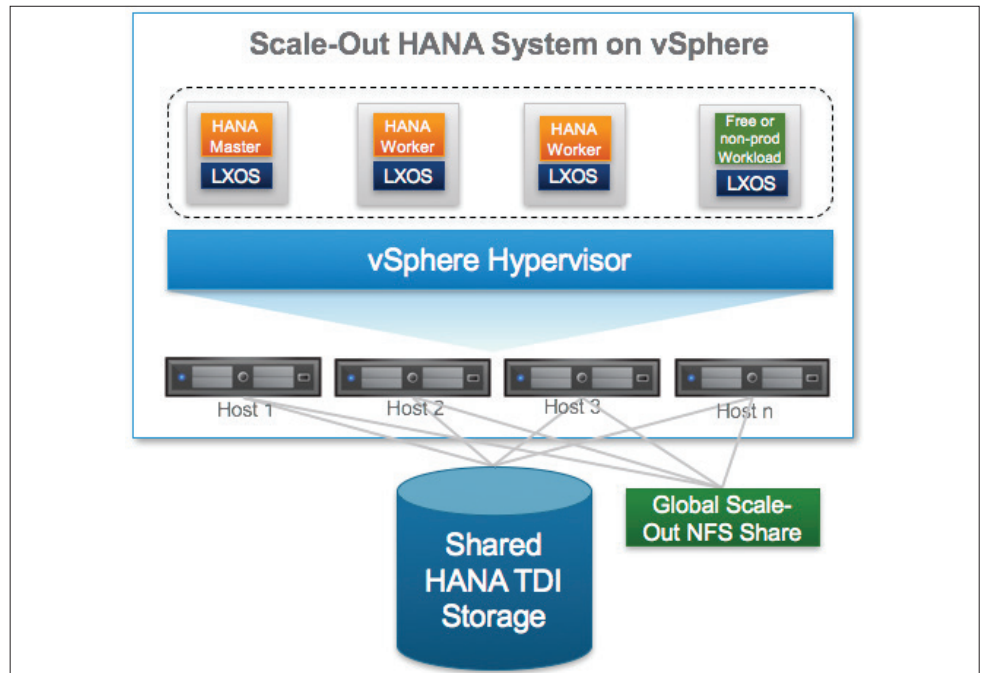 Scale-Out HANA System on vSphere
HANA
Master
LXOS
HANA
Worker
LXOS
HANA
Worker
LXOS
Free or
non-prod
Workload
LXOS
vSphere Hypervisor
Host 1
Host 2
Host 3
Host n
Shared
HANA TDI
Storage
Global Scale-
Out NFS Share